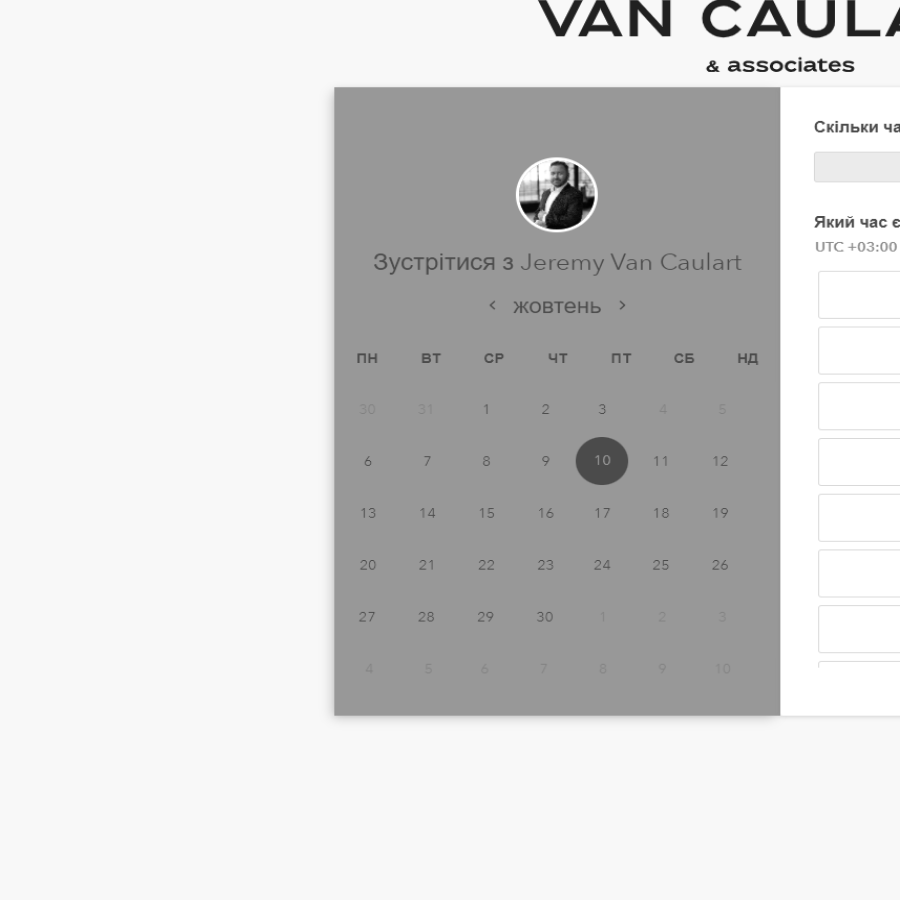 VAN CAULA
& associates
Зустрітися з Jeremy Van Caulart
жовтень
ПН ВТ СР ЧТ ПТ СБ НД
30 31 1 2 3 4 5
6 7 8 9 10 11 12
13 14 15 16 17 18 19
20 21 22 23 24 25 26
27 28 29 30 1 2 3
4 5 6 7 8 9 10
Скільки ча
Який час є
UTC +03:00